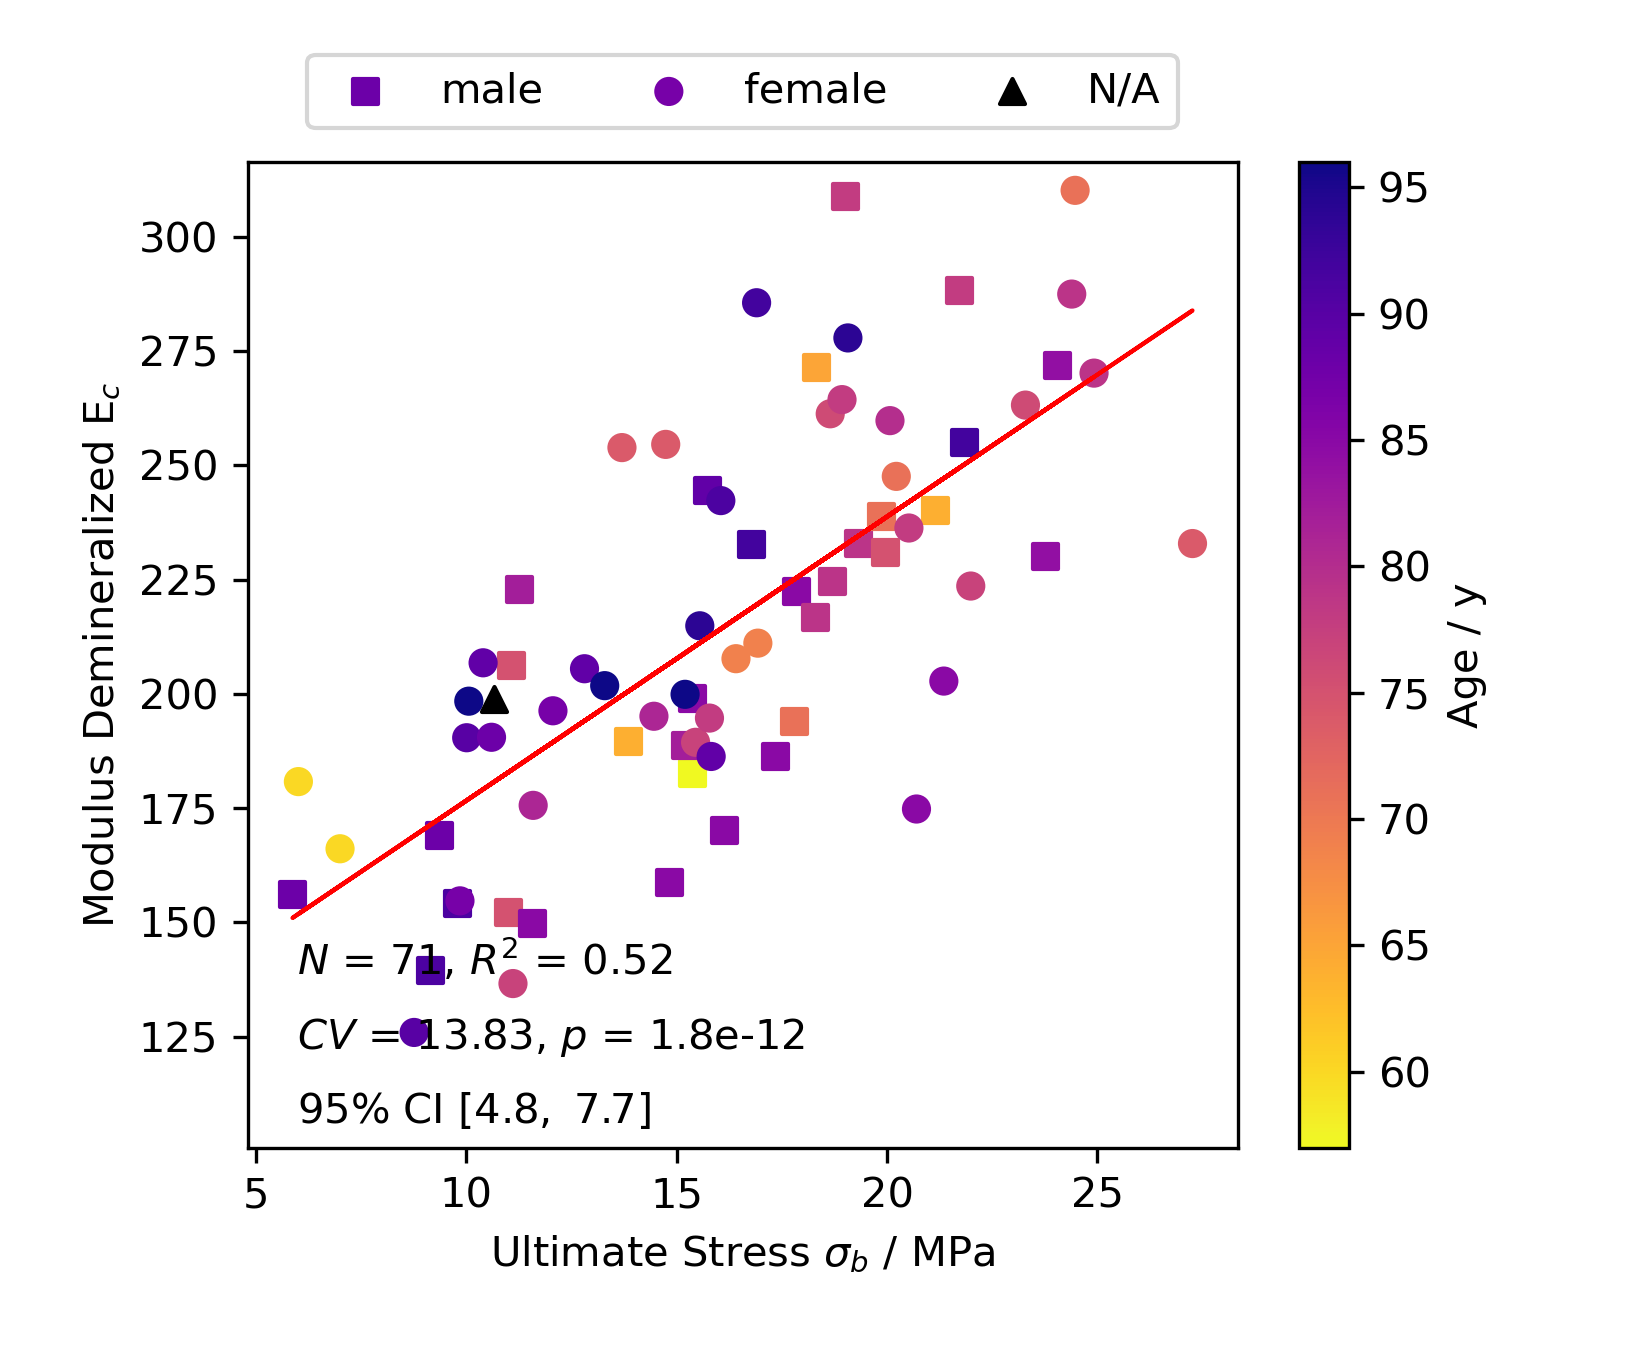 male female N/A
300
275
250
225
200
175
150
125
Modulus Demineralized E_c
N = 71, R² = 0.52
CV = 13.83, p = 1.8e-12
95% CI [4.8, 7.7]
5 10 15 20 25
Ultimate Stress σ_b / MPa
95
90
85
80
75
70
65
60
Age / y